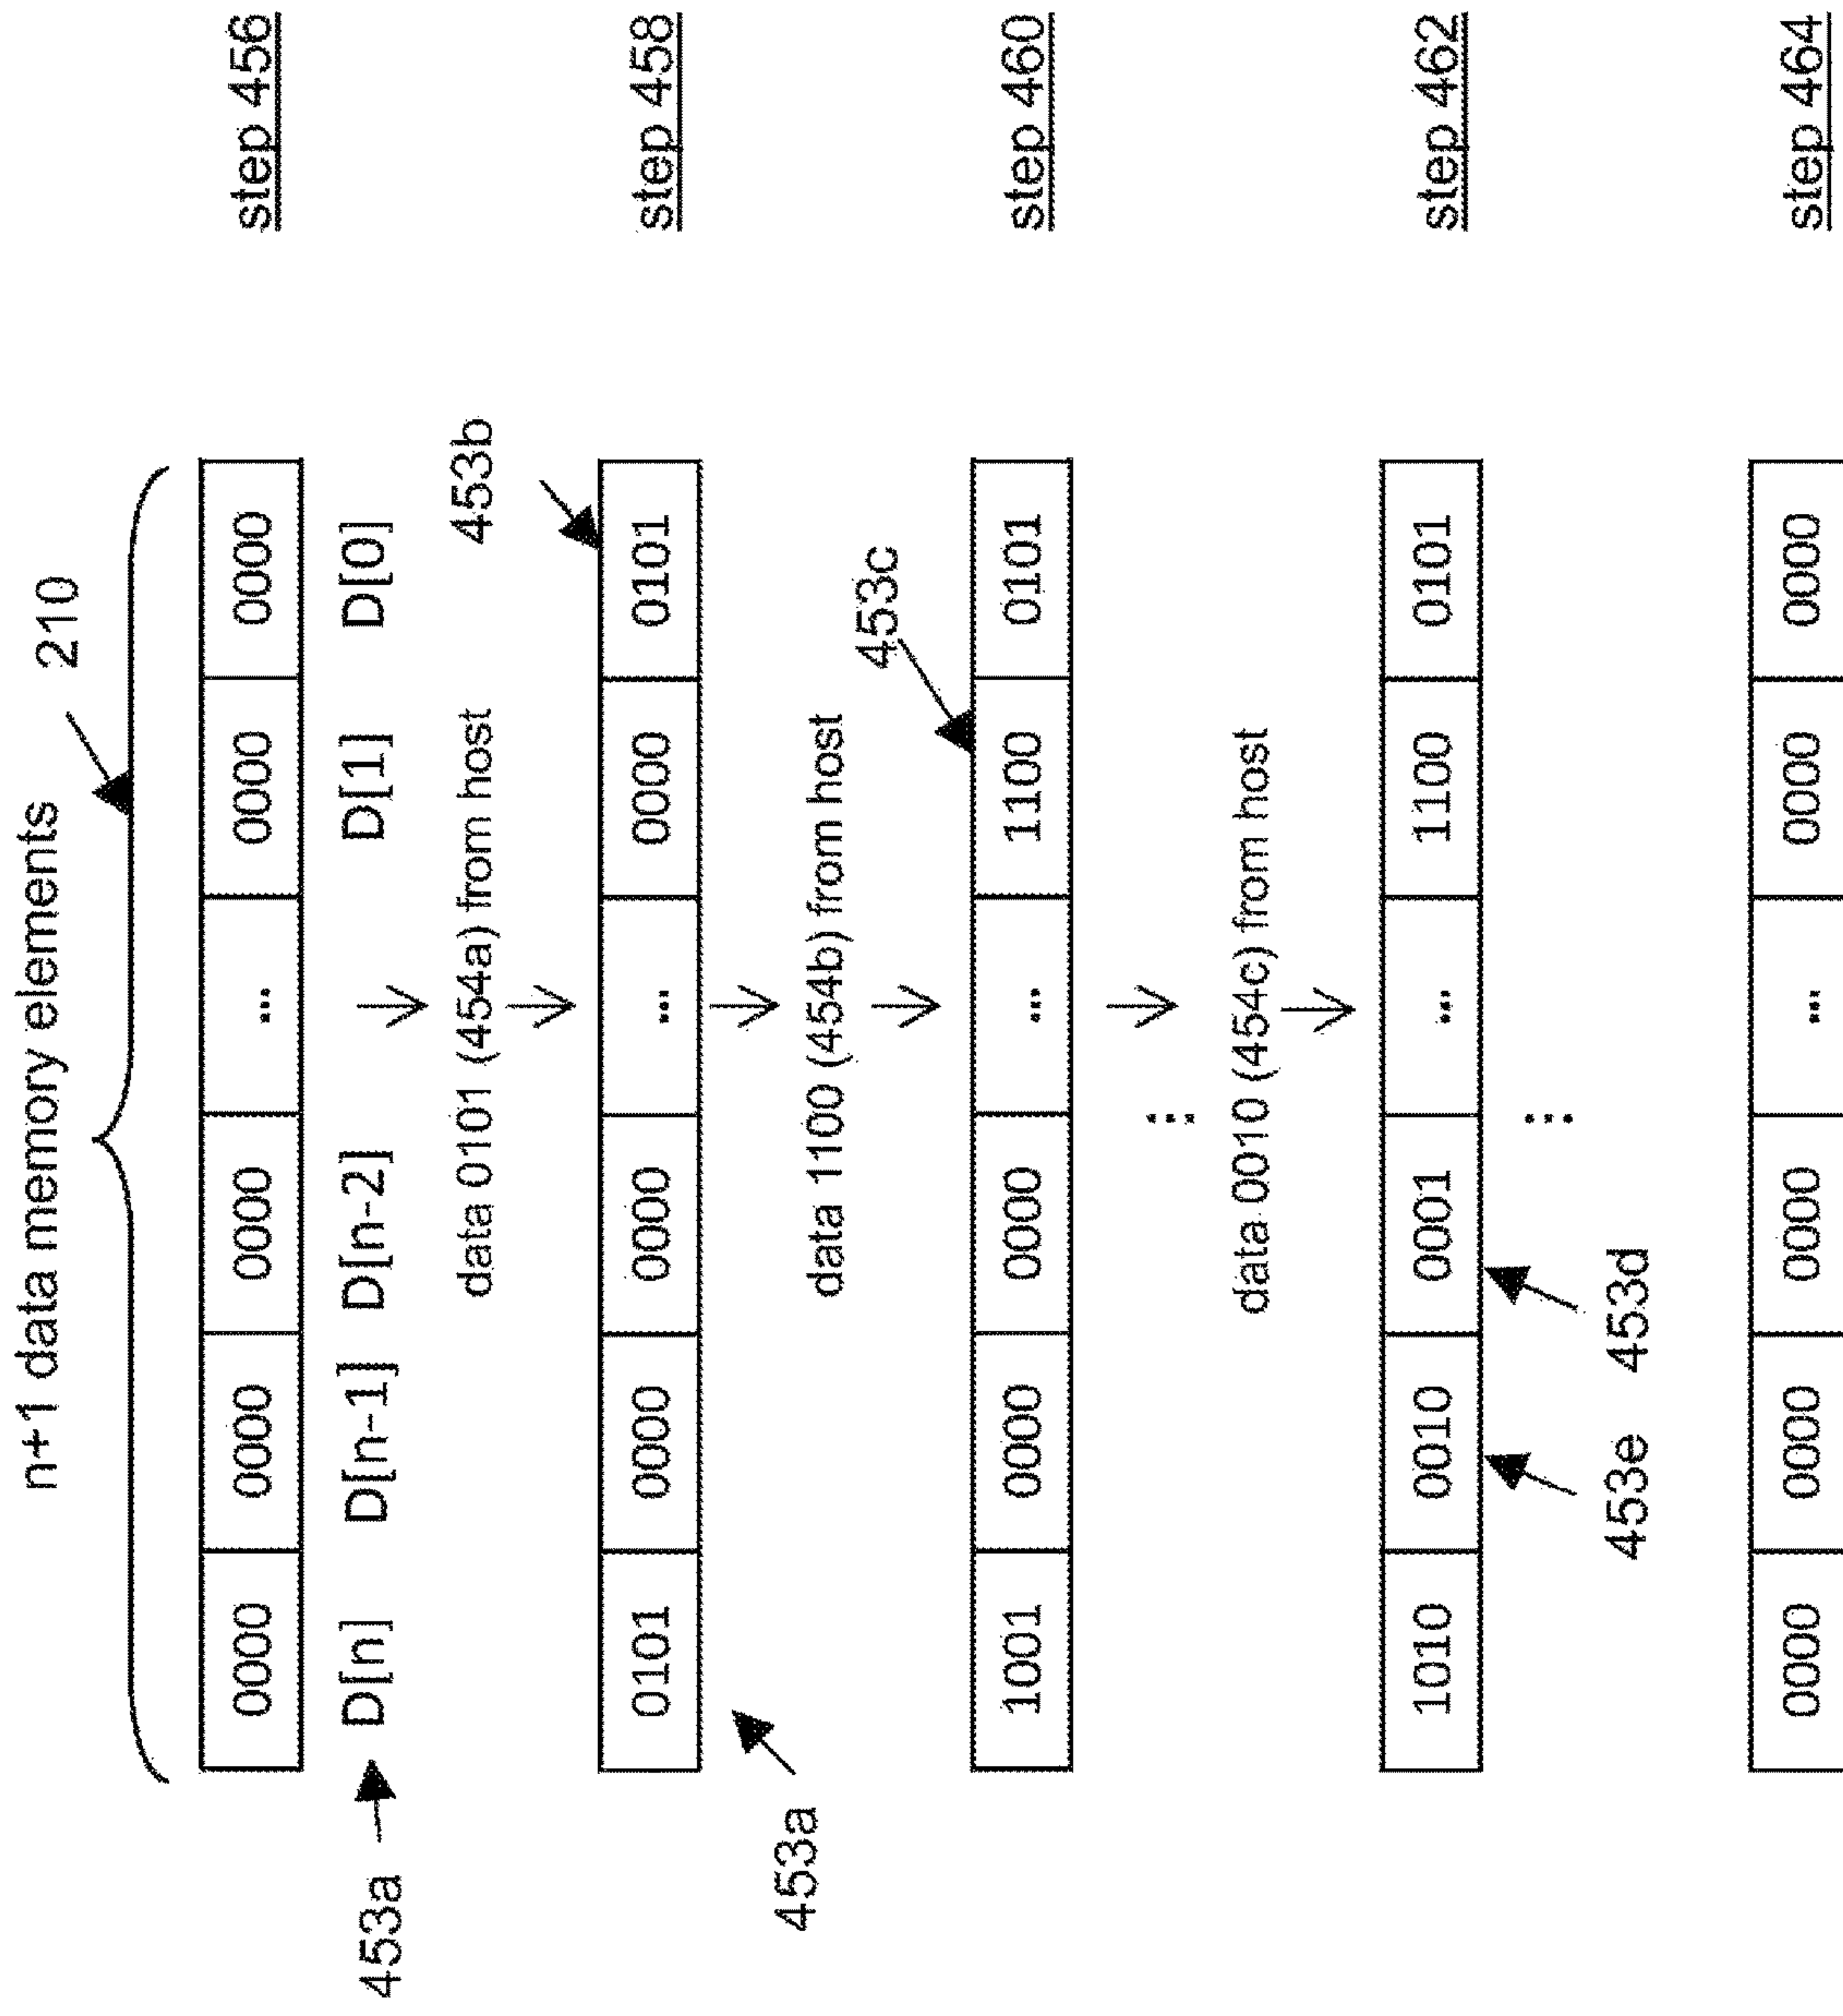 n+1 data memory elements
210
0000 0000 0000 ... 0000 0000 step 456
453a D[n] D[n-1] D[n-2] D[1] D[0]
data 0101 (454a) from host
453b
0101 0000 0000 ... 0000 0101 step 458
453a
data 1100 (454b) from host
453c
1001 0000 0000 ... 1100 0101 step 460
⋮
data 0010 (454c) from host
1010 0010 0001 ... 1100 0101 step 462
⋮
453e 453d
0000 0000 0000 ... 0000 0000 step 464